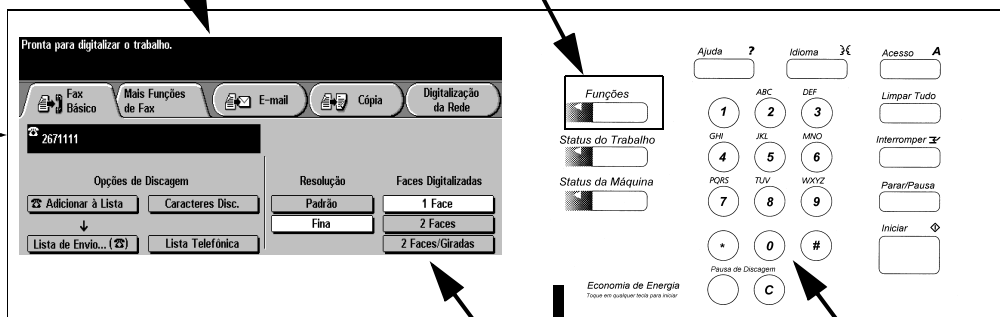 Pronta para digitalizar o trabalho.
Fax
Básico
Mais Funções
de Fax
E-mail
Cópia
Digitalização
da Rede
2671111
Opções de Discagem
Resolução
Faces Digitalizadas
Adicionar à Lista
Caracteres Disc.
Padrão
1 Face
Fina
2 Faces
Lista de Envio... (☎)
Lista Telefônica
2 Faces/Giradas
Funções
Status do Trabalho
Status da Máquina
Economia de Energia
Toque em qualquer tecla para iniciar
Ajuda ?
Idioma
Acesso A
ABC
DEF
1
2
3
Limpar Tudo
GHI
JKL
MNO
4
5
6
Interromper
PQRS
TUV
WXYZ
7
8
9
Parar/Pausa
*
0
#
Iniciar
Pausa de Discagem
C